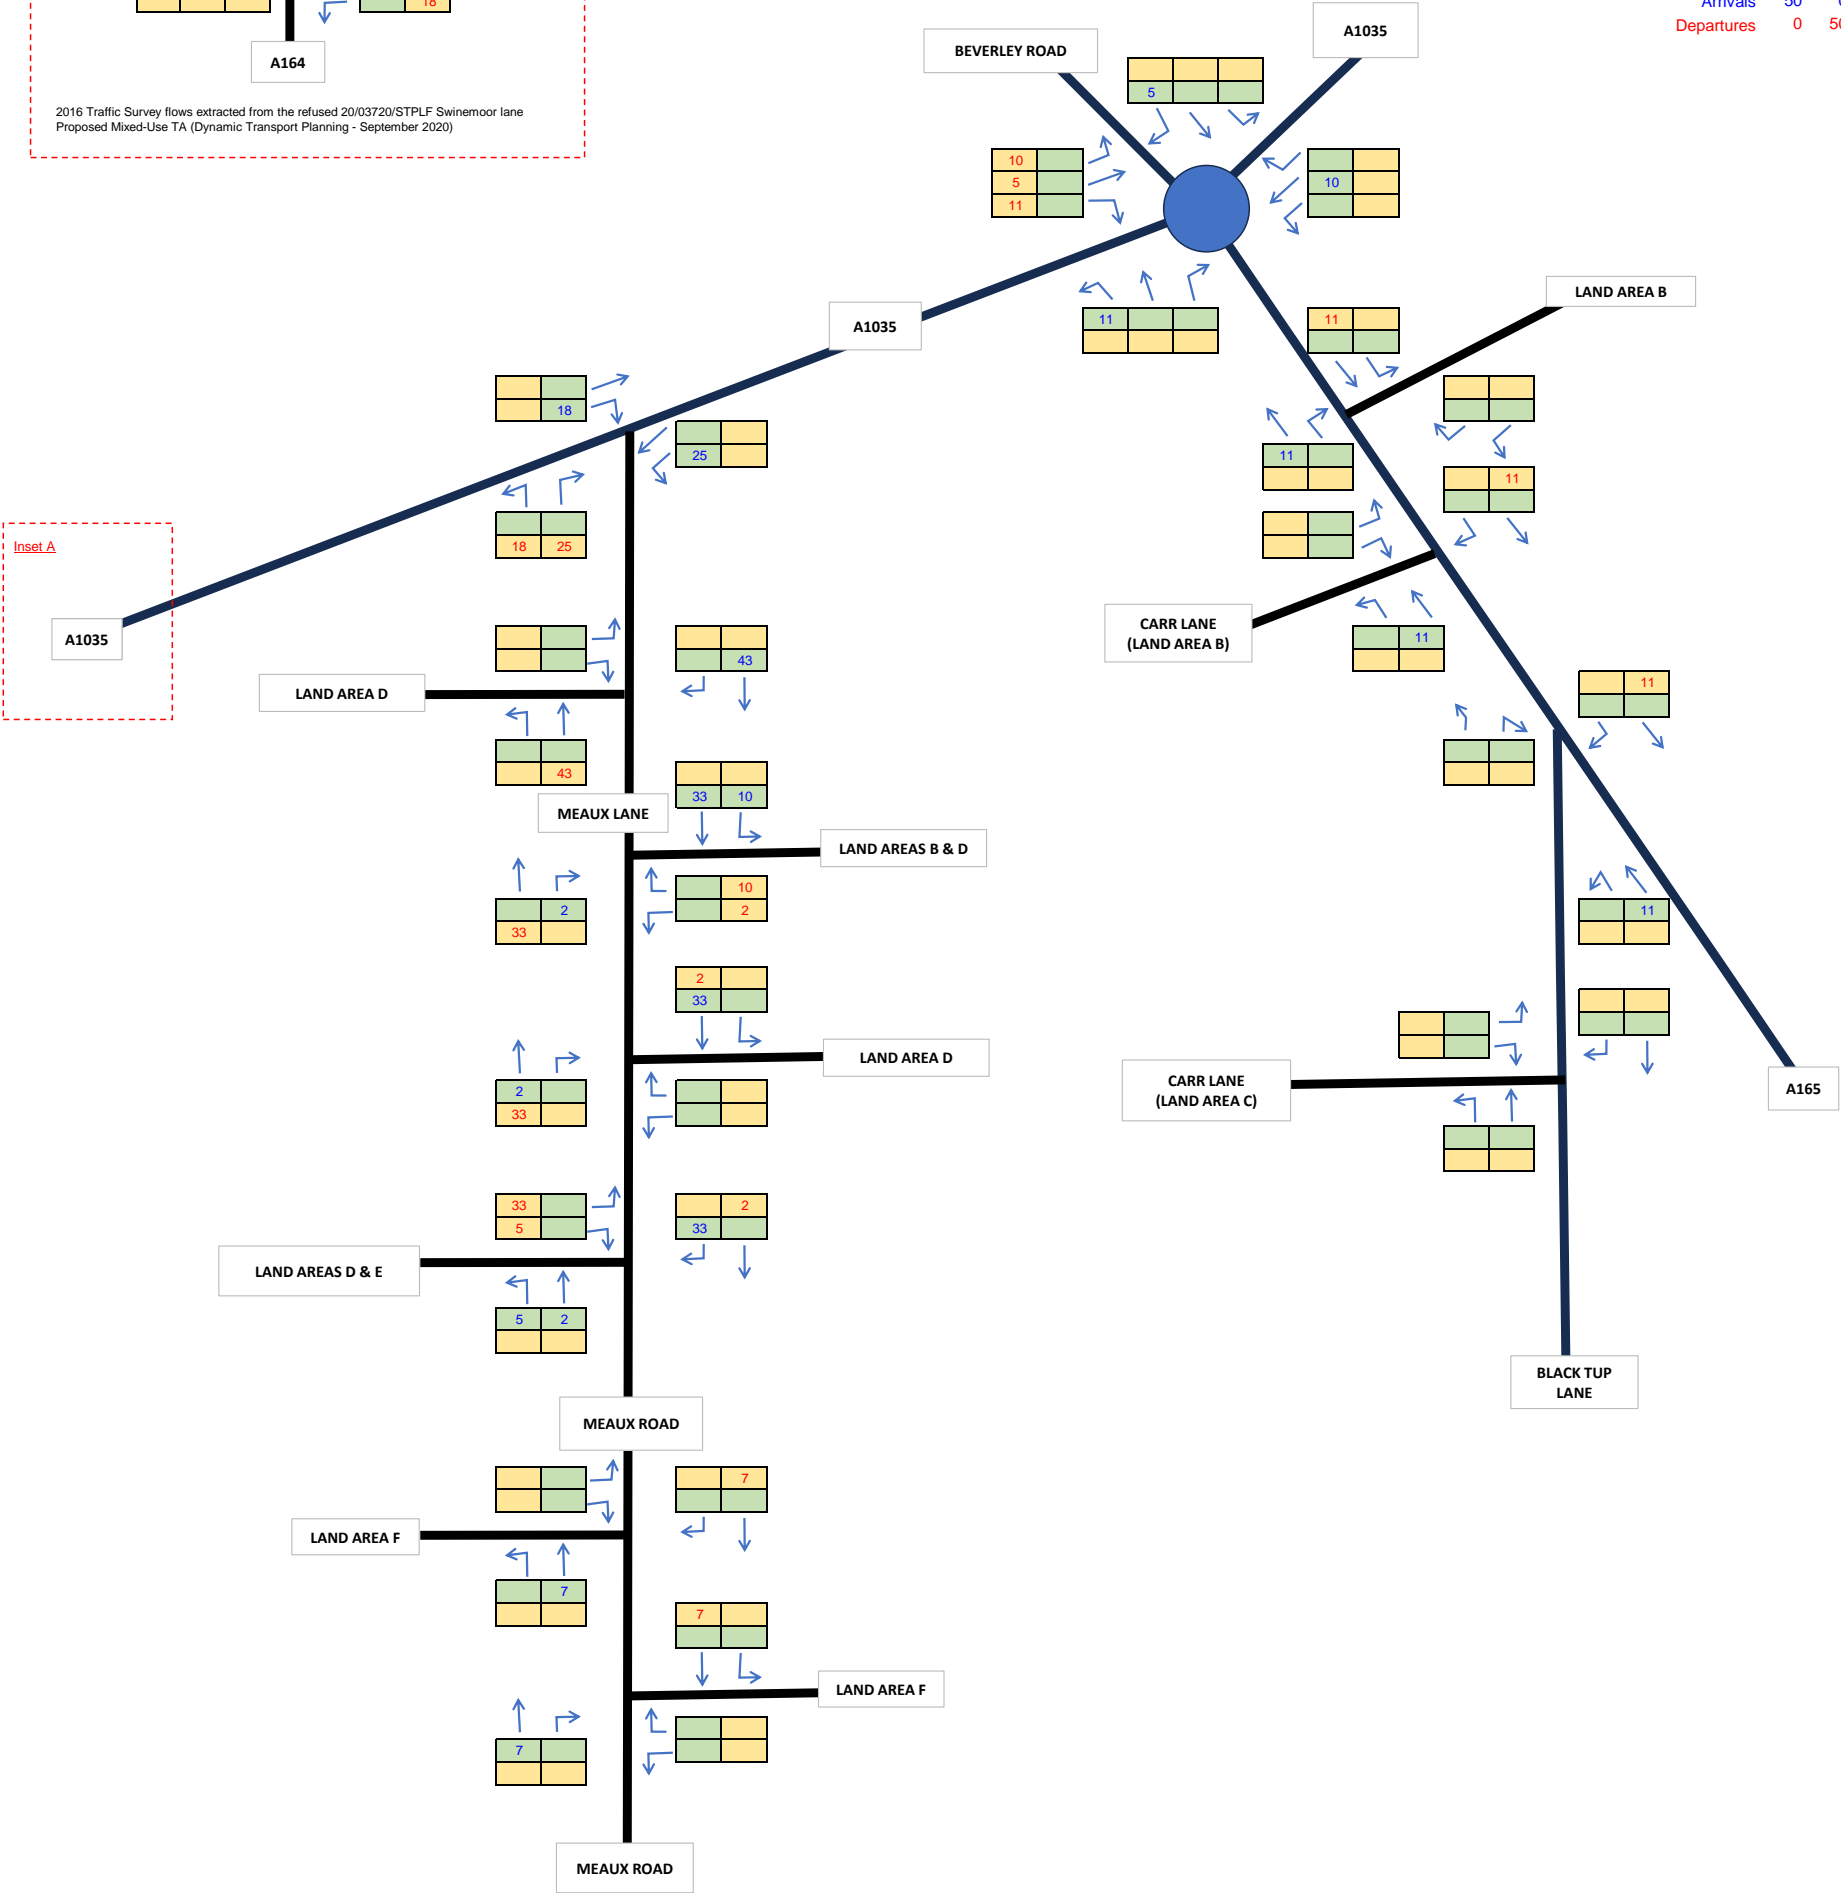 18
Arrivals 50
Departures 0
A164
A1035
BEVERLEY ROAD
5
2016 Traffic Survey flows extracted from the refused 20/03720/STPLF Swinemoor lane
Proposed Mixed-Use TA (Dynamic Transport Planning - September 2020)
10
5
11
10
LAND AREA B
A1035
11
11
18
25
11
11
18 25
Inset A
A1035
CARR LANE
(LAND AREA B)
11
43
LAND AREA D
11
43
33 10
MEAUX LANE
LAND AREAS B & D
10
2
2
33
11
2
33
LAND AREA D
CARR LANE
(LAND AREA C)
A165
2
33
33
5
2
33
LAND AREAS D & E
5 2
BLACK TUP
LANE
MEAUX ROAD
7
LAND AREA F
7
7
LAND AREA F
7
MEAUX ROAD